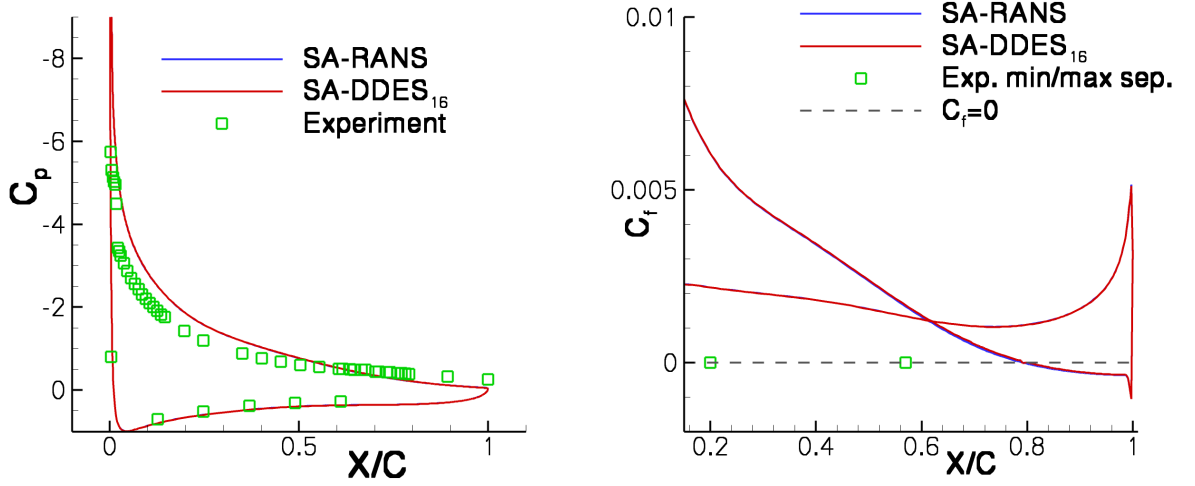 SA-RANS
SA-DDES₁₆
Experiment
-8
-6
-4
-2
0
Cₚ
0
0.5
1
X/C
SA-RANS
SA-DDES₁₆
Exp. min/max sep.
C_f=0
0.01
0.005
0
C_f
0.2
0.4
0.6
0.8
1
X/C